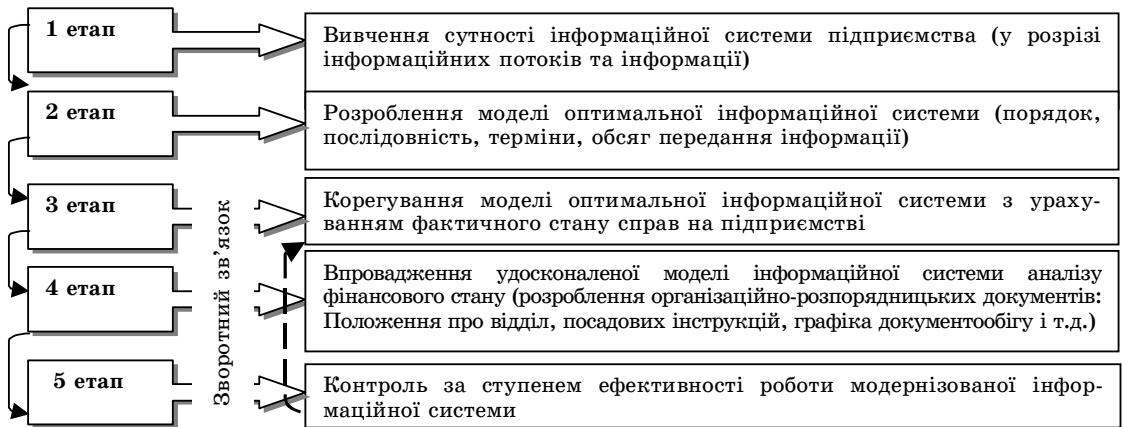 1 етап
Вивчення сутності інформаційної системи підприємства (у розрізі
інформаційних потоків та інформації)
2 етап
Розроблення моделі оптимальної інформаційної системи (порядок,
послідовність, терміни, обсяг передання інформації)
3 етап
Корегування моделі оптимальної інформаційної системи з ураху-
ванням фактичного стану справ на підприємстві
4 етап
Впровадження удосконаленої моделі інформаційної системи аналізу
фінансового стану (розроблення організаційно-розпорядницьких документів:
Положення про відділ, посадових інструкцій, графіка документообігу і т.д.)
5 етап
Контроль за ступенем ефективності роботи модернізованої інфор-
маційної системи
Зворотний зв’язок